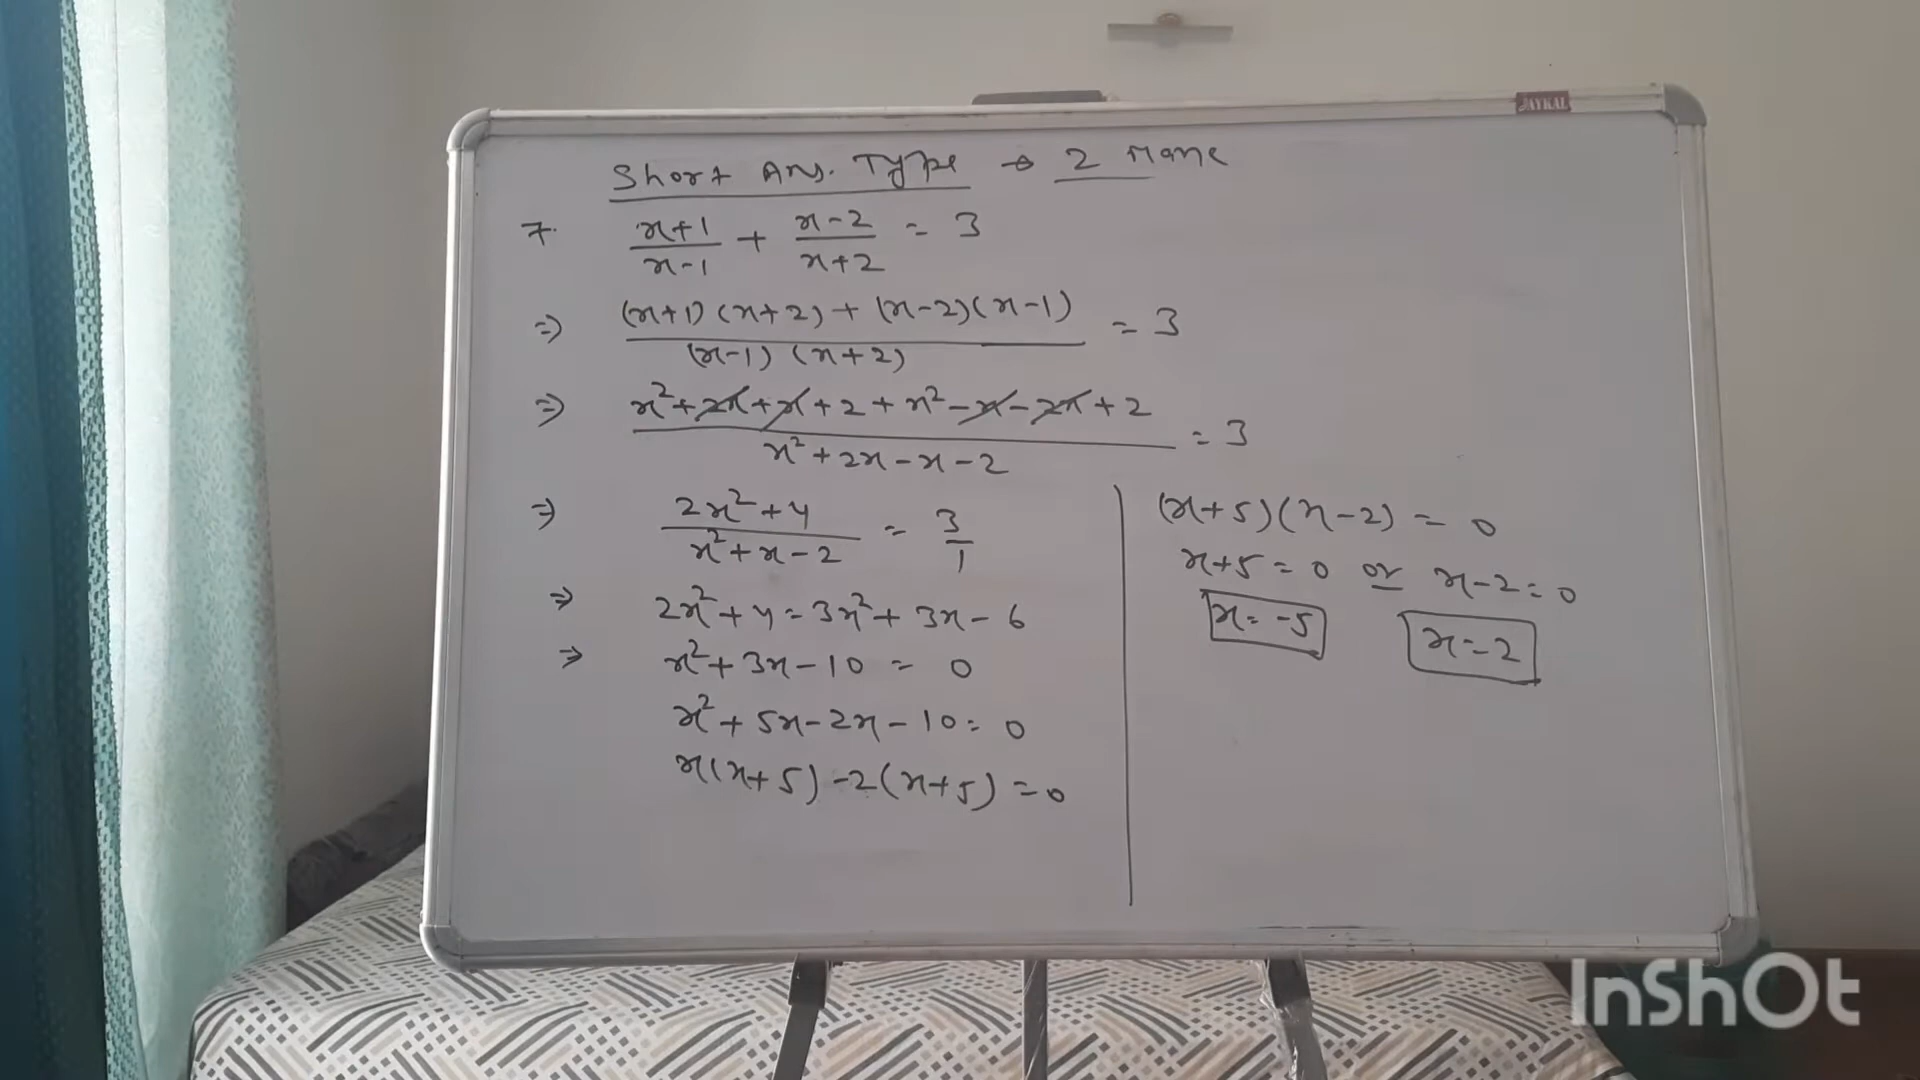 JAYKAL
Short Ans. Type → 2 Mark
7. x+1/x-1 + x-2/x+2 = 3
⇒ (x+1)(x+2)+(x-2)(x-1)/(x-1)(x+2) = 3
⇒ x²+2x+x+2+x²-x-2x+2/x²+2x-x-2 = 3
⇒ 2x²+4/x²+x-2 = 3/1
⇒ 2x²+4=3x²+3x-6
⇒ x²+3x-10 = 0
x²+5x-2x-10=0
x(x+5)-2(x+5)=0
(x+5)(x-2)=0
x+5=0 or x-2=0
x=-5 x=2
InShOt